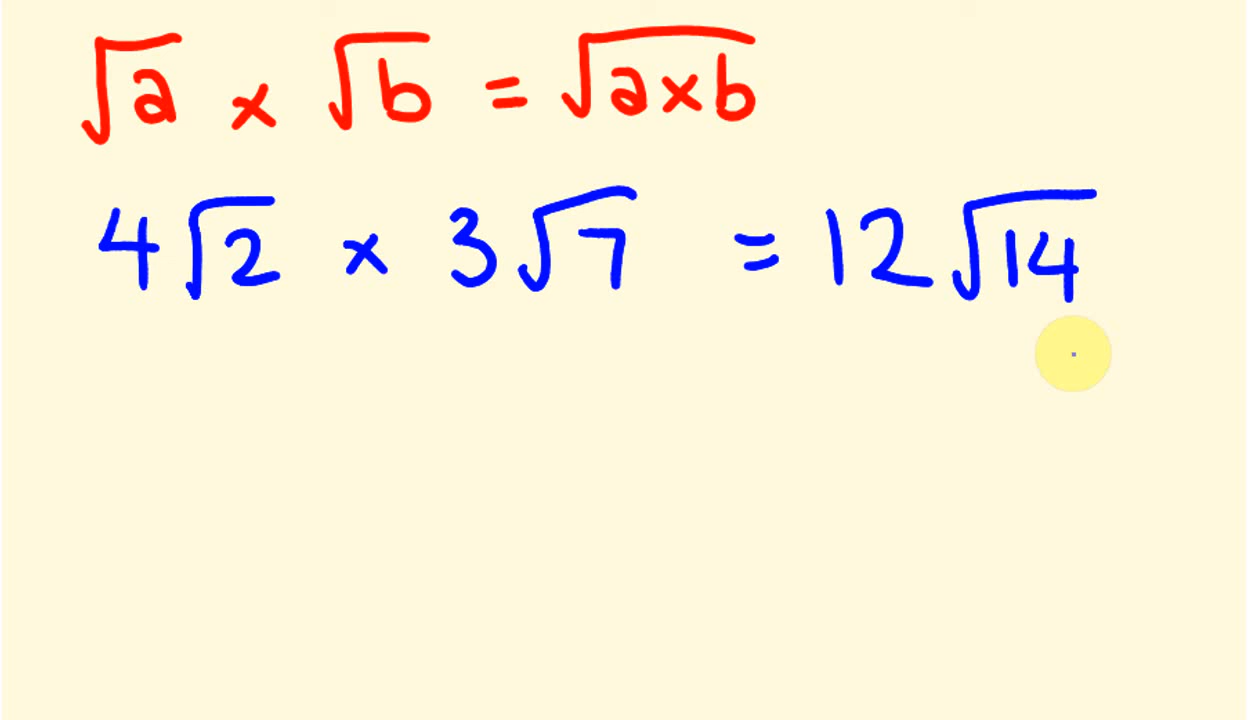 √a × √b = √a×b
4√2 × 3√7 = 12√14